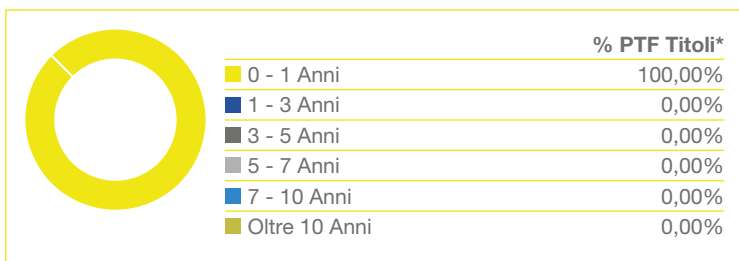 % PTF Titoli*
0 - 1 Anni 100,00%
1 - 3 Anni 0,00%
3 - 5 Anni 0,00%
5 - 7 Anni 0,00%
7 - 10 Anni 0,00%
Oltre 10 Anni 0,00%